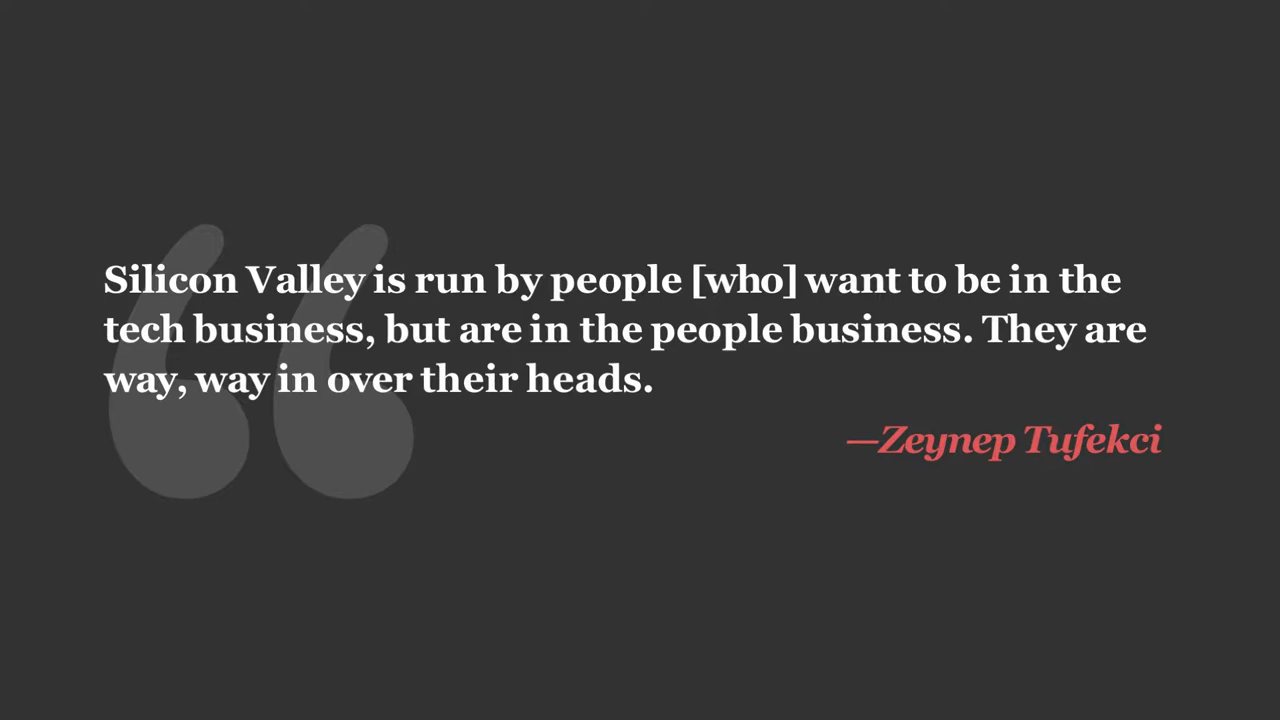 Silicon Valley is run by people [who] want to be in the
tech business, but are in the people business. They are
way, way in over their heads.
—Zeynep Tufekci